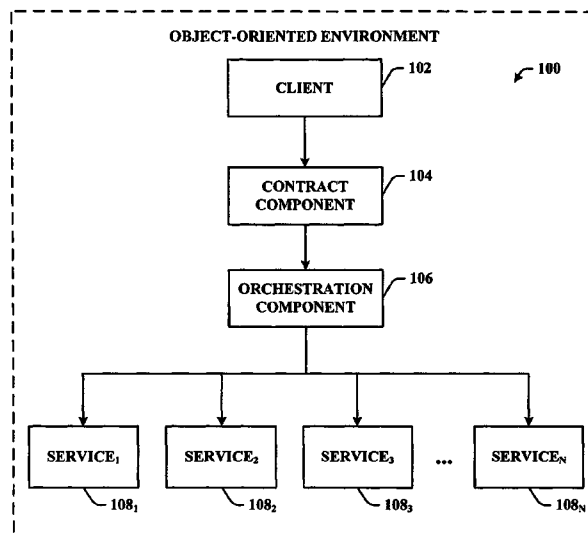 OBJECT-ORIENTED ENVIRONMENT
102
100
CLIENT
104
CONTRACT
COMPONENT
106
ORCHESTRATION
COMPONENT
SERVICE₁ SERVICE₂ SERVICE₃ ... SERVICEₙ
108₁ 108₂ 108₃ 108ₙ